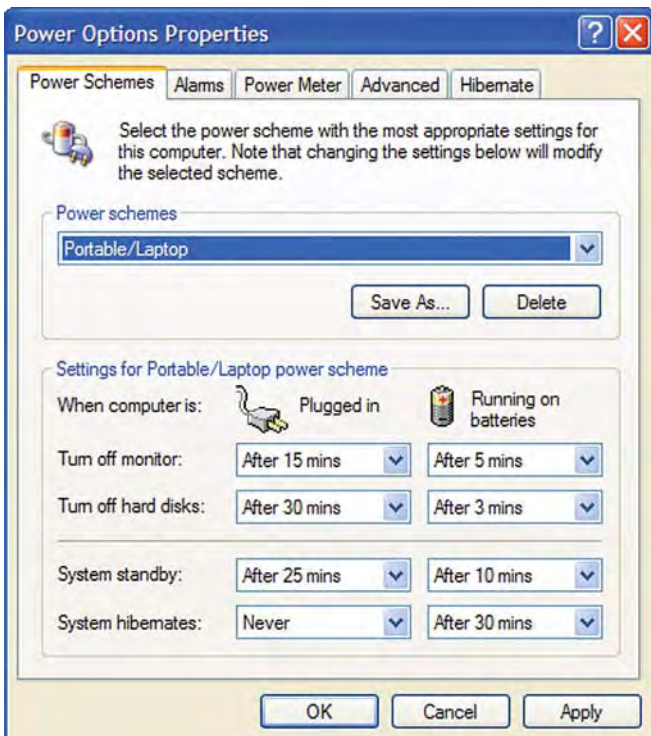 Power Options Properties
Power Schemes Alarms Power Meter Advanced Hibernate
Select the power scheme with the most appropriate settings for
this computer. Note that changing the settings below will modify
the selected scheme.
Power schemes
Portable/Laptop
Save As... Delete
Settings for Portable/Laptop power scheme
When computer is: Plugged in Running on
batteries
Turn off monitor: After 15 mins After 5 mins
Turn off hard disks: After 30 mins After 3 mins
System standby: After 25 mins After 10 mins
System hibernates: Never After 30 mins
OK Cancel Apply